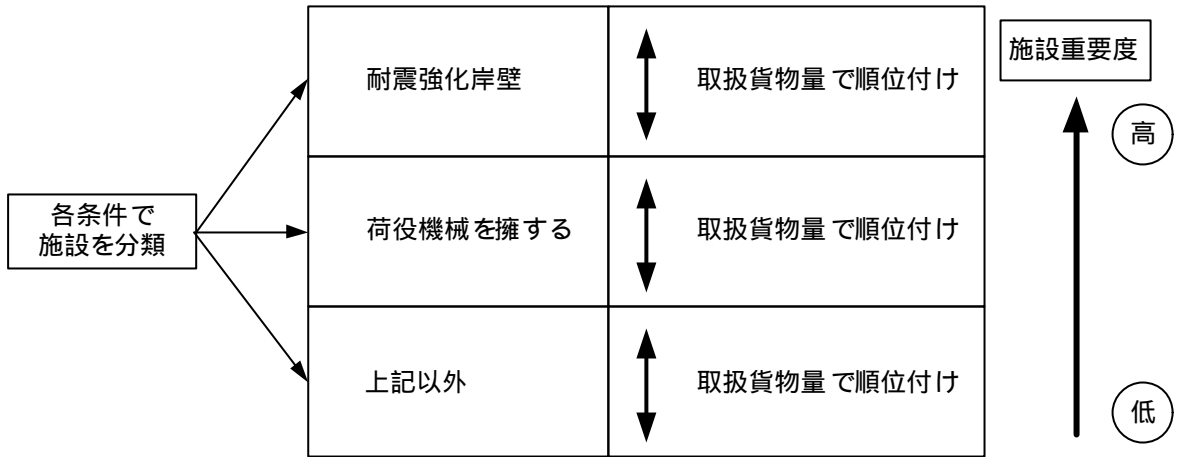 各条件で
施設を分類
耐震強化岸壁
取扱貨物量で順位付け
荷役機械を擁する
取扱貨物量で順位付け
上記以外
取扱貨物量で順位付け
施設重要度
高
低